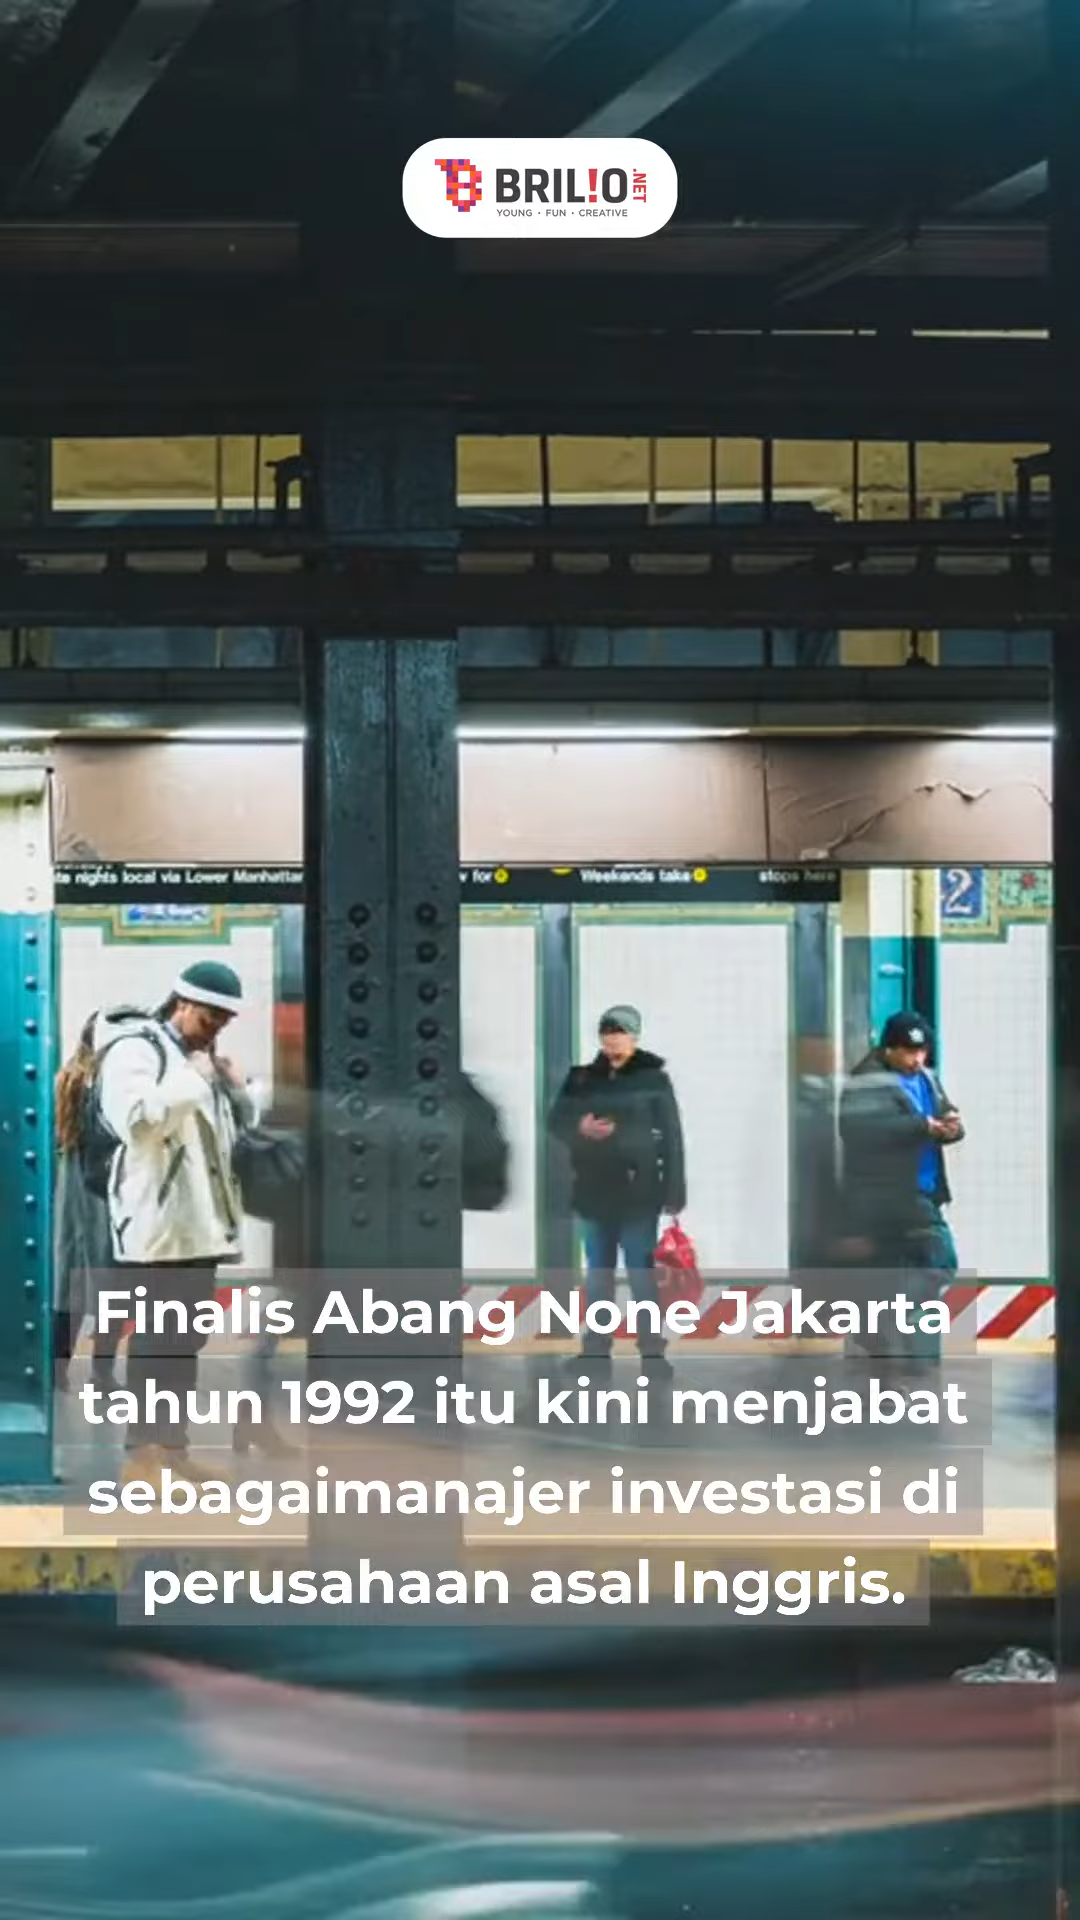 BRIL!O.NET
YOUNG · FUN · CREATIVE
nights local via Lower Manhattan
for
Weekends take
stops here
2
Finalis Abang None Jakarta
tahun 1992 itu kini menjabat
sebagaimanajer investasi di
perusahaan asal Inggris.